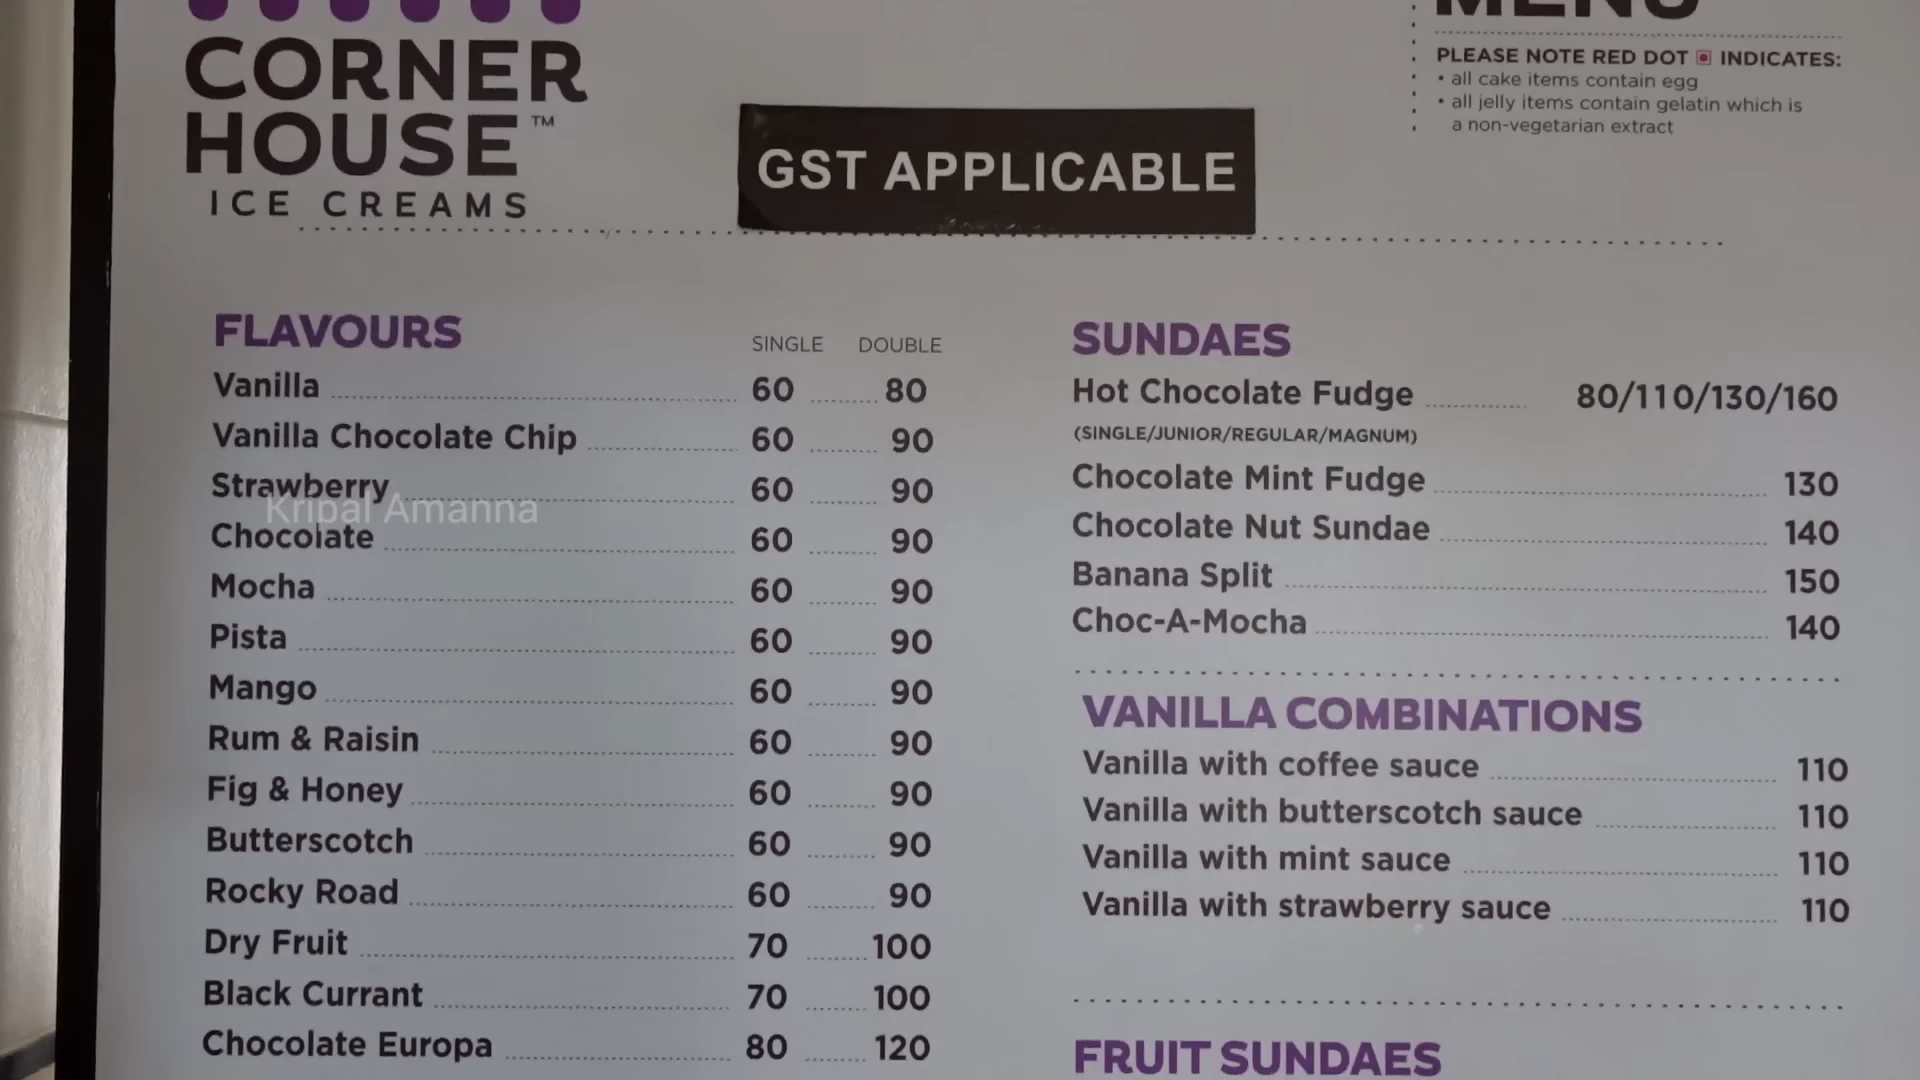 CORNER
HOUSE™
ICE CREAMS
GST APPLICABLE
MENU
PLEASE NOTE RED DOT INDICATES:
• all cake items contain egg
• all jelly items contain gelatin which is
a non-vegetarian extract
FLAVOURS
SINGLE DOUBLE
Vanilla 60 80
Vanilla Chocolate Chip 60 90
Strawberry 60 90
Kripal Amanna
Chocolate 60 90
Mocha 60 90
Pista 60 90
Mango 60 90
Rum & Raisin 60 90
Fig & Honey 60 90
Butterscotch 60 90
Rocky Road 60 90
Dry Fruit 70 100
Black Currant 70 100
Chocolate Europa 80 120
SUNDAES
Hot Chocolate Fudge 80/110/130/160
(SINGLE/JUNIOR/REGULAR/MAGNUM)
Chocolate Mint Fudge 130
Chocolate Nut Sundae 140
Banana Split 150
Choc-A-Mocha 140
VANILLA COMBINATIONS
Vanilla with coffee sauce 110
Vanilla with butterscotch sauce 110
Vanilla with mint sauce 110
Vanilla with strawberry sauce 110
FRUIT SUNDAES